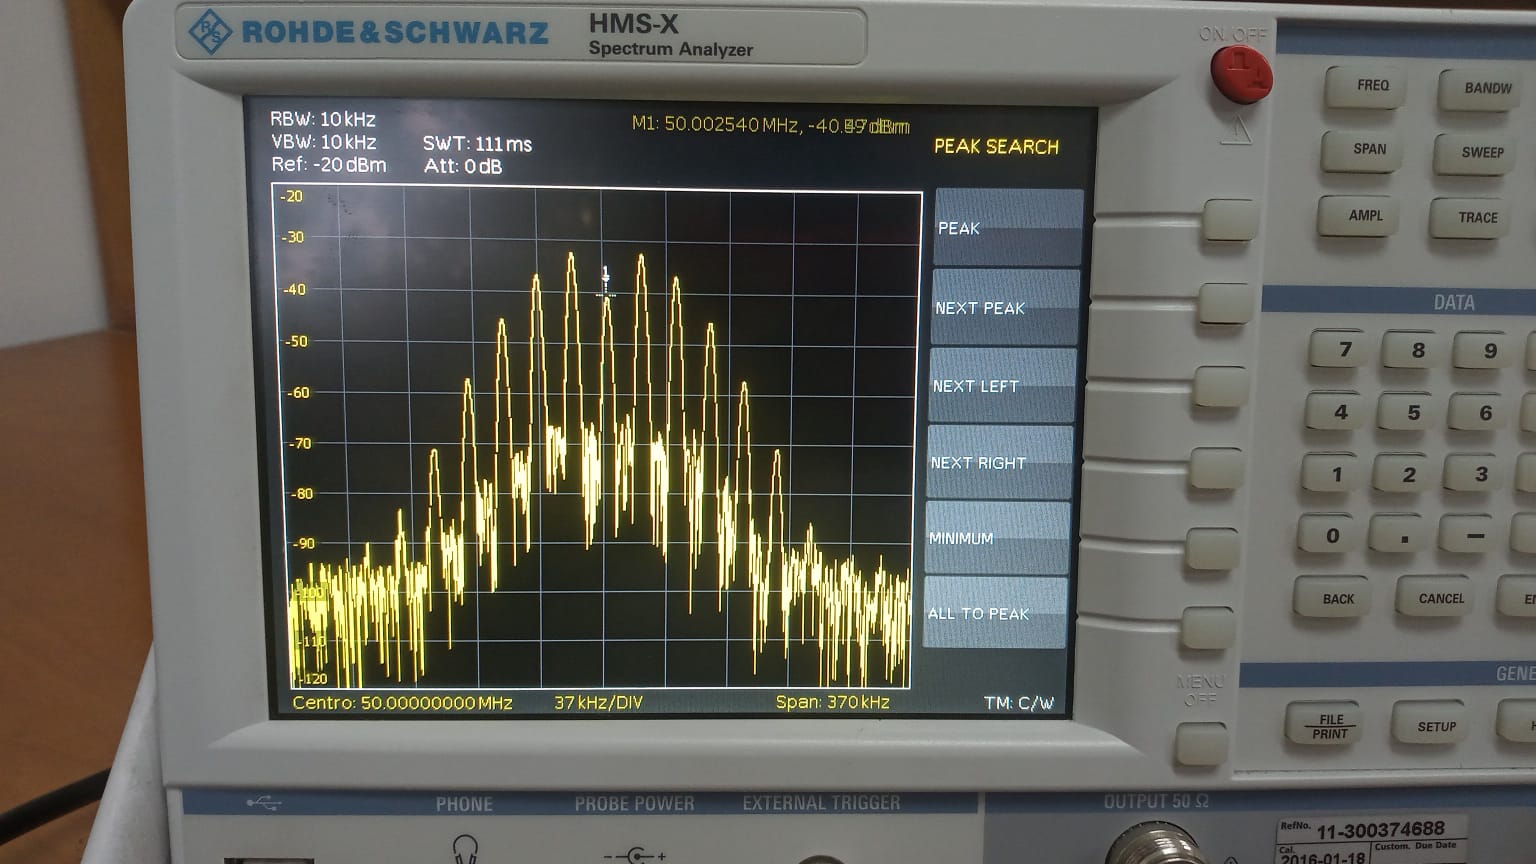 ROHDE & SCHWARZ
HMS-X
Spectrum Analyzer
R S
ON/OFF
RBW: 10 kHz
VBW: 10 kHz SWT: 111 ms
Ref: -20 dBm Att: 0 dB
M1: 50.002540 MHz,
PEAK SEARCH
-20
-30
-40
-50
-60
-70
-80
-90
-100
-110
-120
1
PEAK
NEXT PEAK
NEXT LEFT
NEXT RIGHT
MINIMUM
ALL TO PEAK
Centro: 50.00000000 MHz 37 kHz/DIV Span: 370 kHz TM: C/W
FREQ BANDW
SPAN SWEEP
AMPL TRACE
DATA
7 8 9
4 5 6
1 2 3
0 . −
BACK CANCEL
MENU
OFF
FILE
PRINT
SETUP
PHONE PROBE POWER EXTERNAL TRIGGER OUTPUT 50 Ω
− +
RefNo. 11-300374688
Cal. 2016-01-18 Custom. Due Date